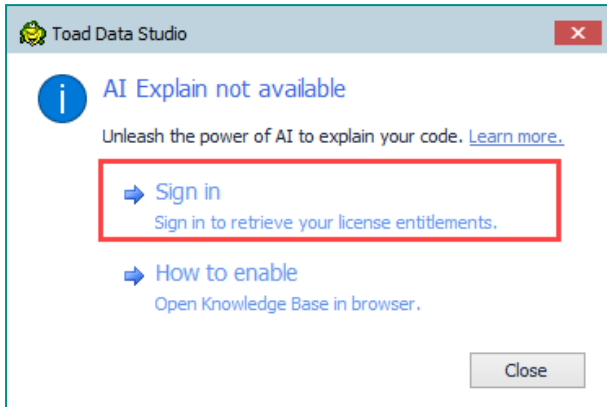 Toad Data Studio
AI Explain not available
Unleash the power of AI to explain your code. Learn more.
Sign in
Sign in to retrieve your license entitlements.
How to enable
Open Knowledge Base in browser.
Close